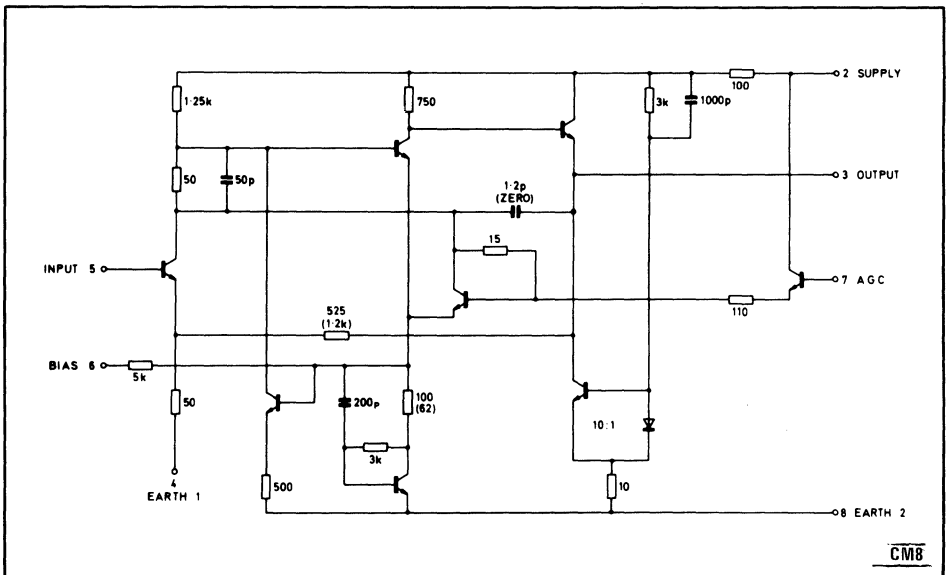 1·25k
750
3k
1000p
100
2 SUPPLY
50
50p
3 OUTPUT
1·2p
(ZERO)
15
INPUT 5
7 AGC
110
525
(1·2k)
BIAS 6
5k
50
200p
100
(62)
10:1
3k
4
EARTH 1
500
10
8 EARTH 2
CM8